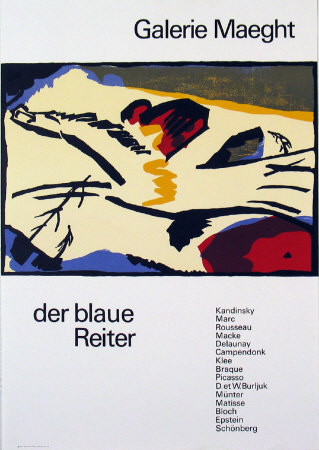 Galerie Maeght
der blaue
Reiter
Kandinsky
Marc
Rousseau
Macke
Delaunay
Campendonk
Klee
Braque
Picasso
D.et W.Burljuk
Münter
Matisse
Bloch
Epstein
Schönberg